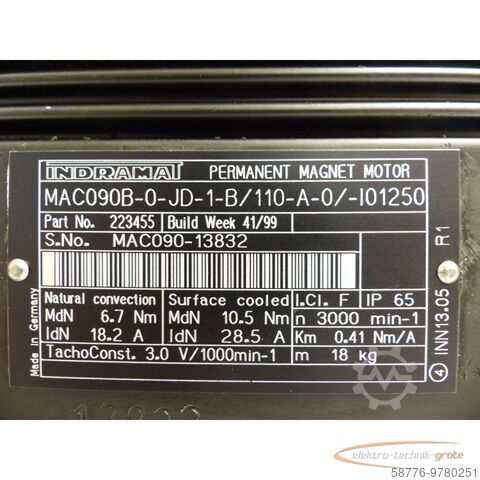 INDRAMAT PERMANENT MAGNET MOTOR
MAC090B-0-JD-1-B/110-A-0/-I01250
Part No. 223455 Build Week 41/99
S.No. MAC090-13832
Natural convection Surface cooled I.Cl. F IP 65
MdN 6.7 Nm MdN 10.5 Nm n 3000 min-1
IdN 18.2 A IdN 28.5 A Km 0.41 Nm/A
TachoConst. 3.0 V/1000min-1 m 18 kg
Made in Germany
4 INN13.05 R1
MACHINIO
elektro-technik-grote
58776-9780251